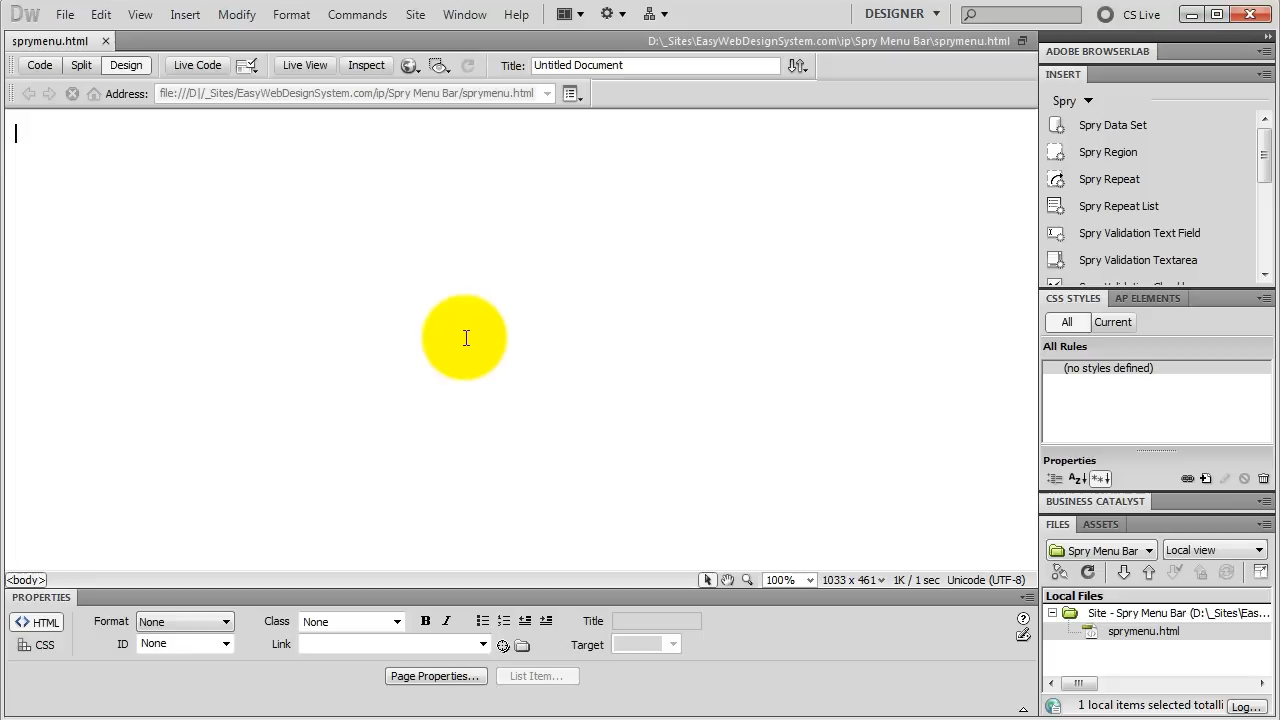 Dw File Edit View Insert Modify Format Commands Site Window Help DESIGNER CS Live
sprymenu.html D:\_Sites\EasyWebDesignSystem.com\ip\Spry Menu Bar\sprymenu.html
Code Split Design Live Code Live View Inspect Title: Untitled Document
Address: file:///D|/_Sites/EasyWebDesignSystem.com/ip/Spry Menu Bar/sprymenu.html
ADOBE BROWSERLAB
INSERT
Spry
Spry Data Set
Spry Region
Spry Repeat
Spry Repeat List
Spry Validation Text Field
Spry Validation Textarea
CSS STYLES AP ELEMENTS
All Current
All Rules
(no styles defined)
Properties
BUSINESS CATALYST
FILES ASSETS
Spry Menu Bar Local view
Local Files
Site - Spry Menu Bar (D:\_Sites\Eas...
sprymenu.html
1 local items selected totalli Log...
<body> 100% 1033 x 461 1K / 1 sec Unicode (UTF-8)
PROPERTIES
HTML Format None Class None B I Title
CSS ID None Link Target
Page Properties... List Item...